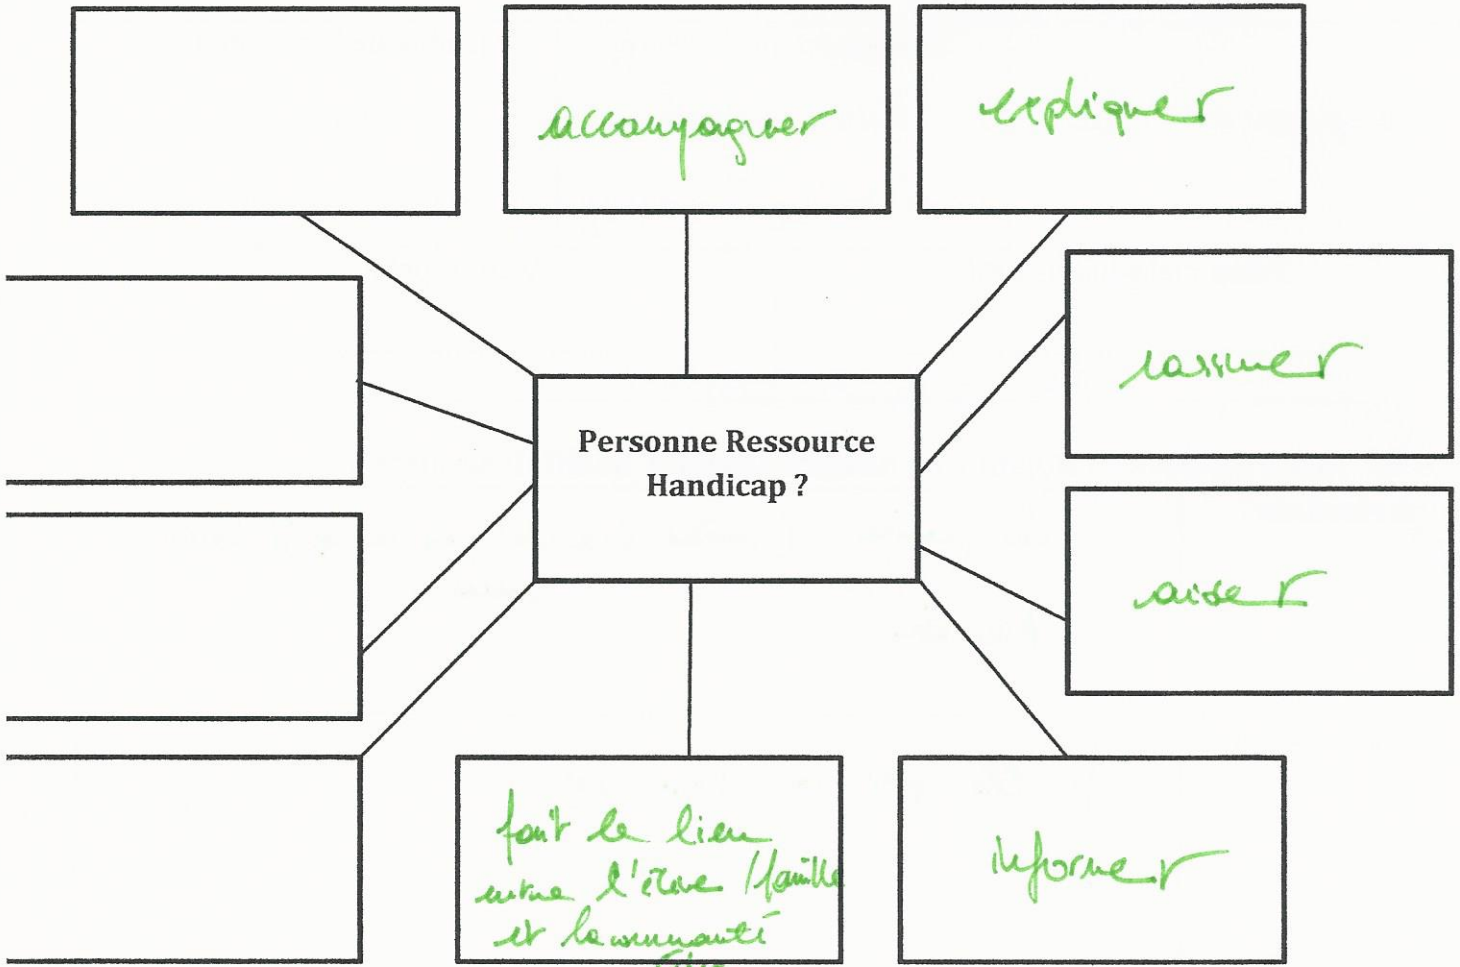 accompagner
expliquer
rassurer
Personne Ressource
Handicap ?
aider
fait le lien
entre l'élève / famille
et la communauté
informer